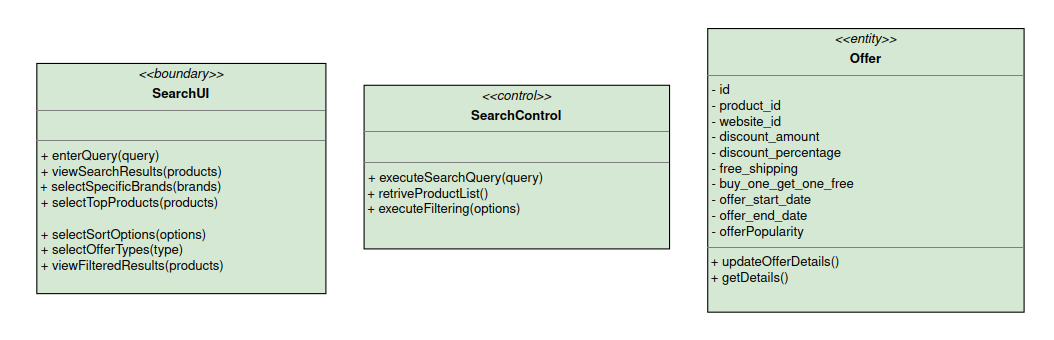 <<boundary>>
SearchUI
+ enterQuery(query)
+ viewSearchResults(products)
+ selectSpecificBrands(brands)
+ selectTopProducts(products)
+ selectSortOptions(options)
+ selectOfferTypes(type)
+ viewFilteredResults(products)
<<control>>
SearchControl
+ executeSearchQuery(query)
+ retriveProductList()
+ executeFiltering(options)
<<entity>>
Offer
- id
- product_id
- website_id
- discount_amount
- discount_percentage
- free_shipping
- buy_one_get_one_free
- offer_start_date
- offer_end_date
- offerPopularity
+ updateOfferDetails()
+ getDetails()